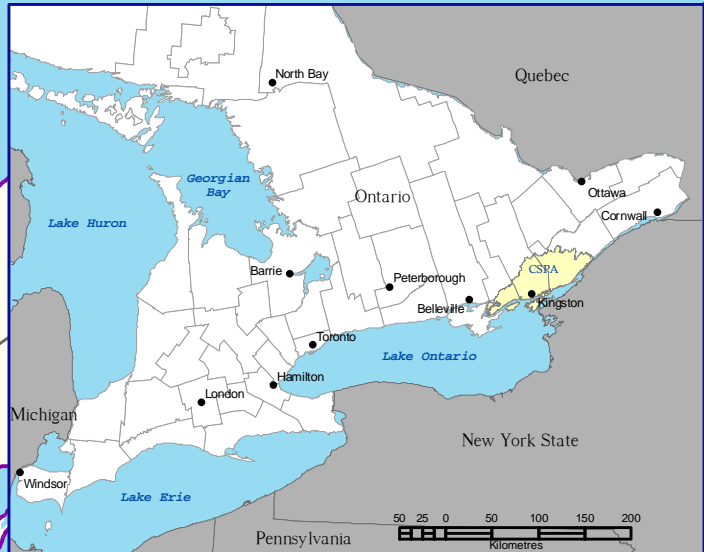 North Bay
Quebec
Georgian
Bay
Ottawa
Ontario
Lake Huron
Cornwall
CSPA
Barrie
Peterborough
Belleville
Kingston
Toronto
Lake Ontario
Hamilton
London
Michigan
New York State
Windsor
Lake Erie
50 25 0 50 100 150 200
Kilometres
Pennsylvania